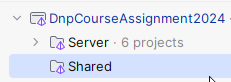 DnpCourseAssignment2024
Server · 6 projects
Shared